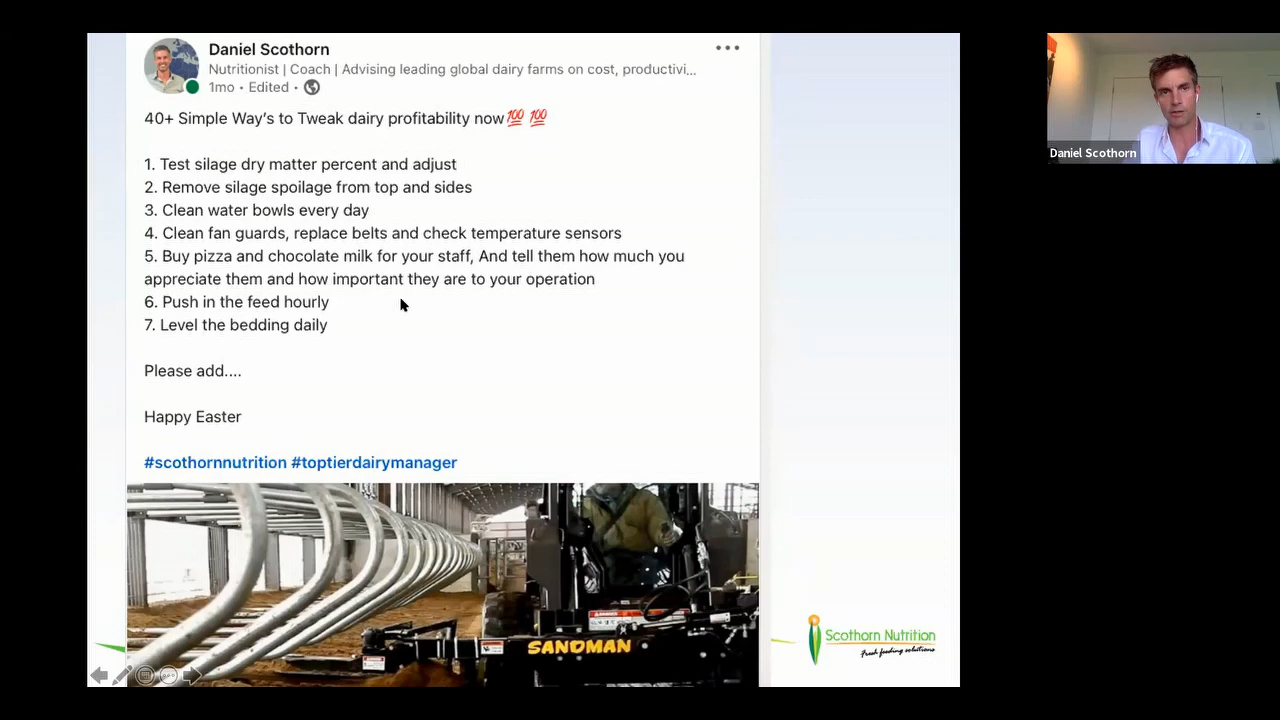 Daniel Scothorn
Nutritionist | Coach | Advising leading global dairy farms on cost, productivi...
1mo • Edited •
40+ Simple Way's to Tweak dairy profitability now💯 💯
1. Test silage dry matter percent and adjust
2. Remove silage spoilage from top and sides
3. Clean water bowls every day
4. Clean fan guards, replace belts and check temperature sensors
5. Buy pizza and chocolate milk for your staff, And tell them how much you
appreciate them and how important they are to your operation
6. Push in the feed hourly
7. Level the bedding daily
Please add....
Happy Easter
#scothornnutrition #toptierdairymanager
SANDMAN
Scothorn Nutrition
Fresh feeding solutions
Daniel Scothorn